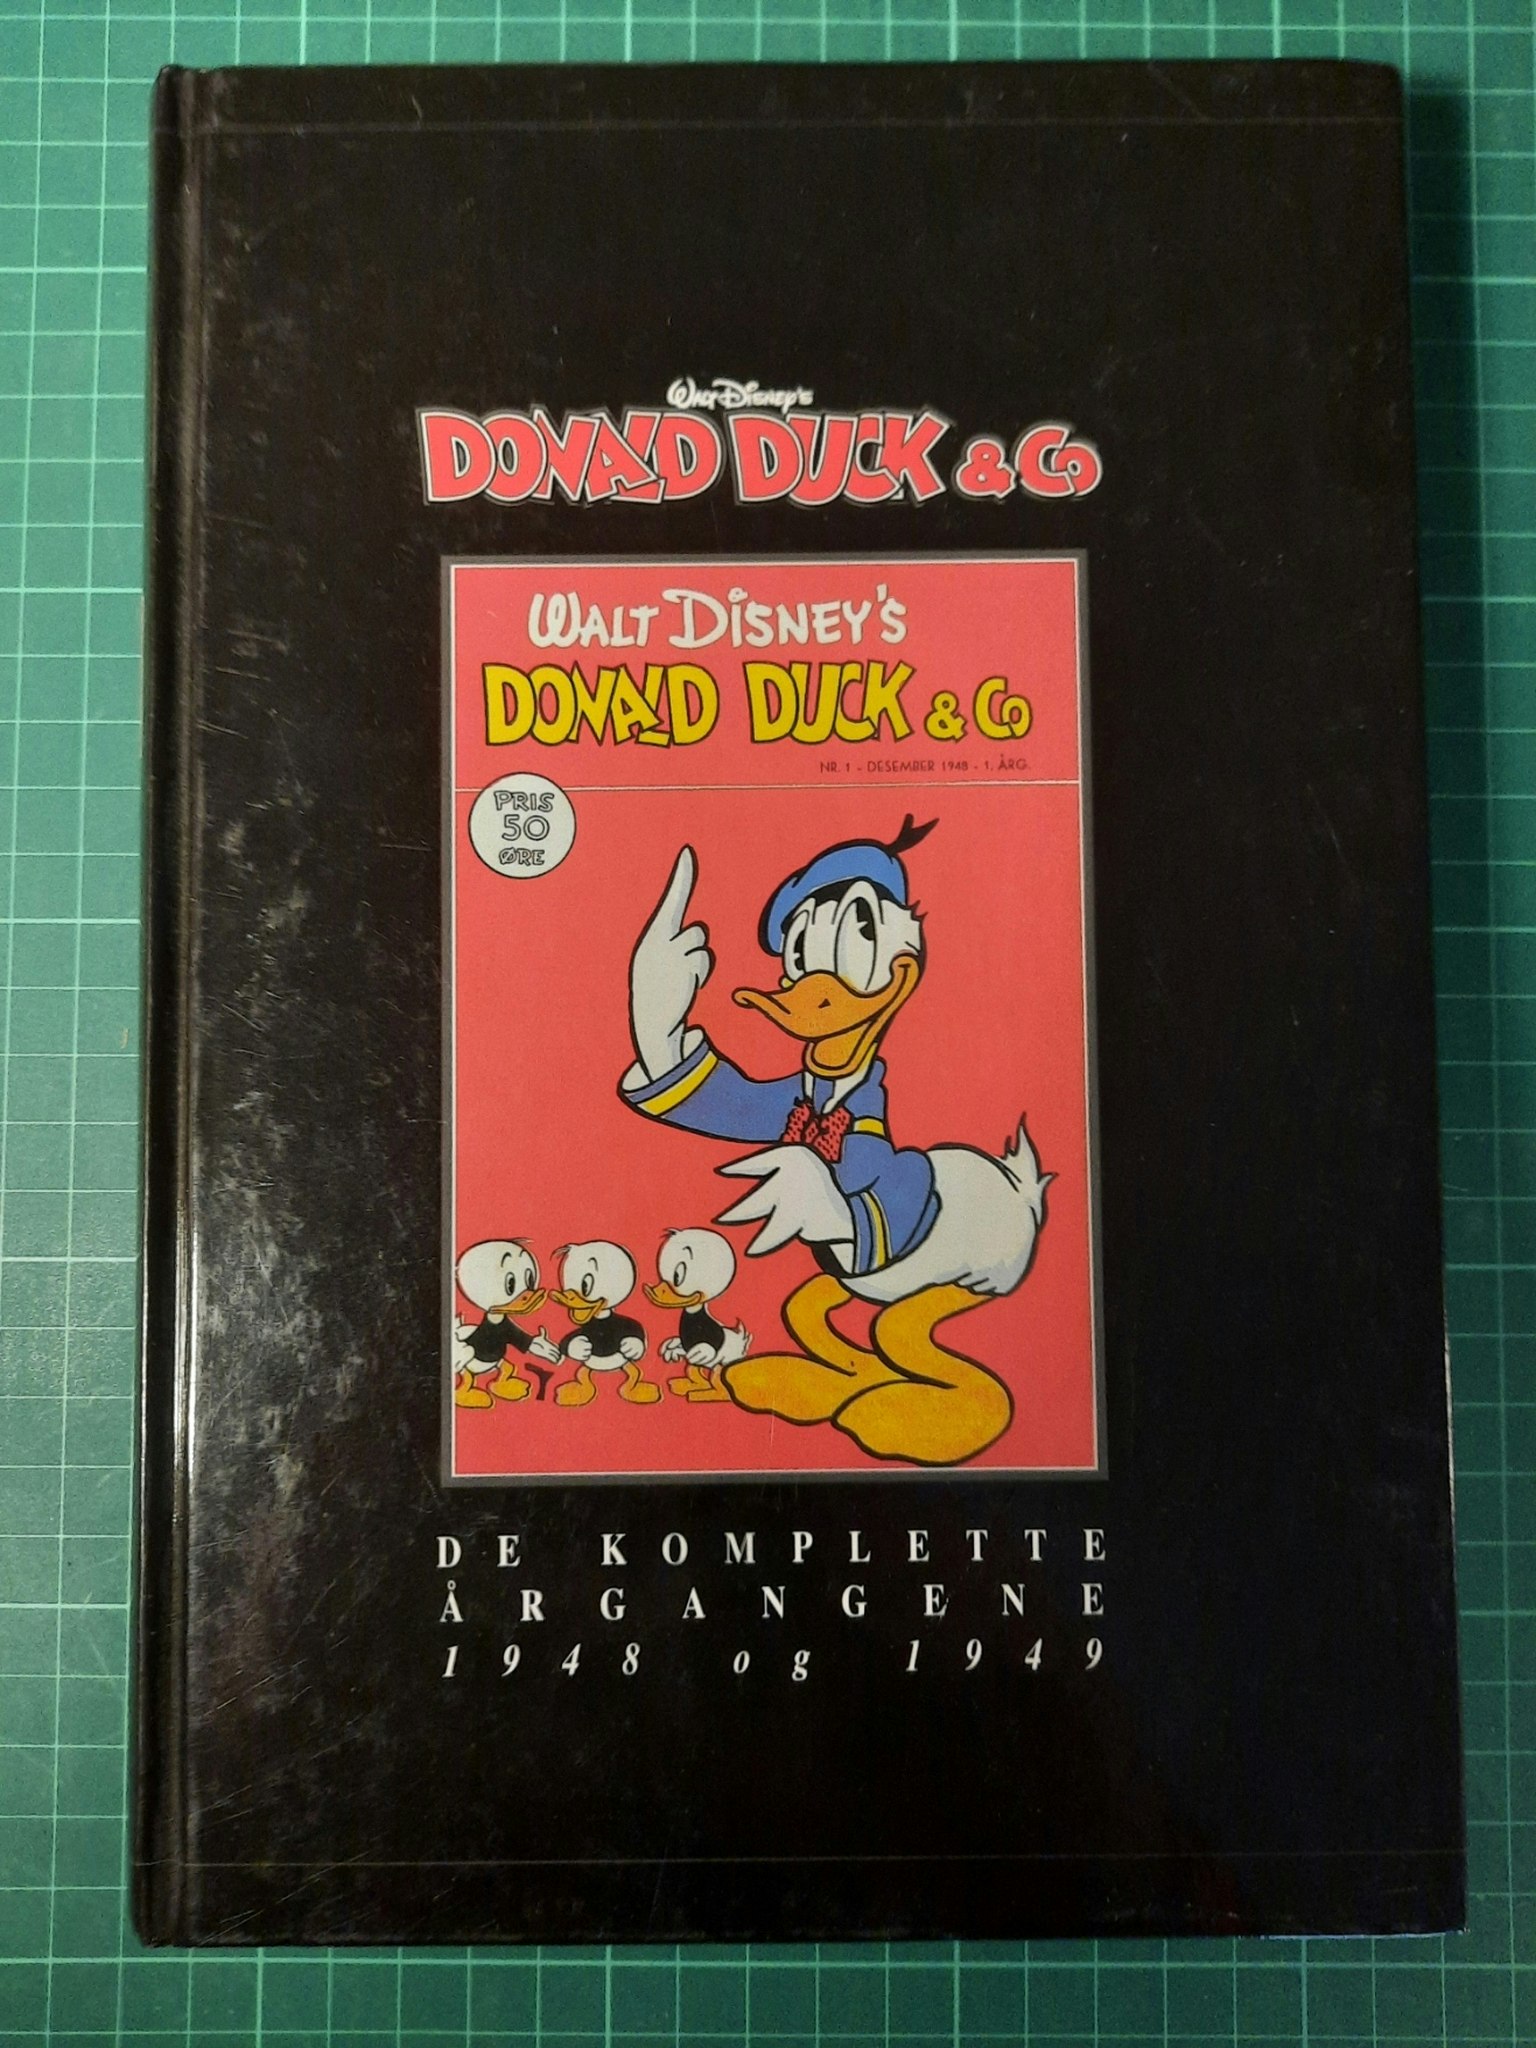 Walt Disney's
DONALD DUCK & Co
WALT DISNEY'S
DONALD DUCK & Co
NR. 1 - DESEMBER 1948 - 1. ÅRG.
PRIS
50
ØRE
DE KOMPLETTE
ÅRGANGENE
1948 og 1949